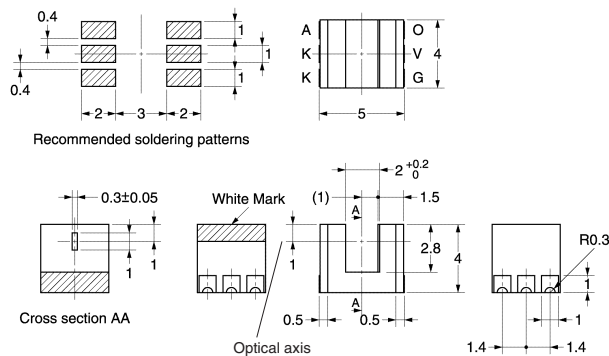 0.4
1
A
O
K
V
4
K
G
1
1
0.4
2
3
2
5
Recommended soldering patterns
2 +0.2 0
0.3±0.05
White Mark
(1)
1.5
A
R0.3
1
1
1
2.8
4
1
A
Cross section AA
0.5
0.5
1
Optical axis
1.4
1.4